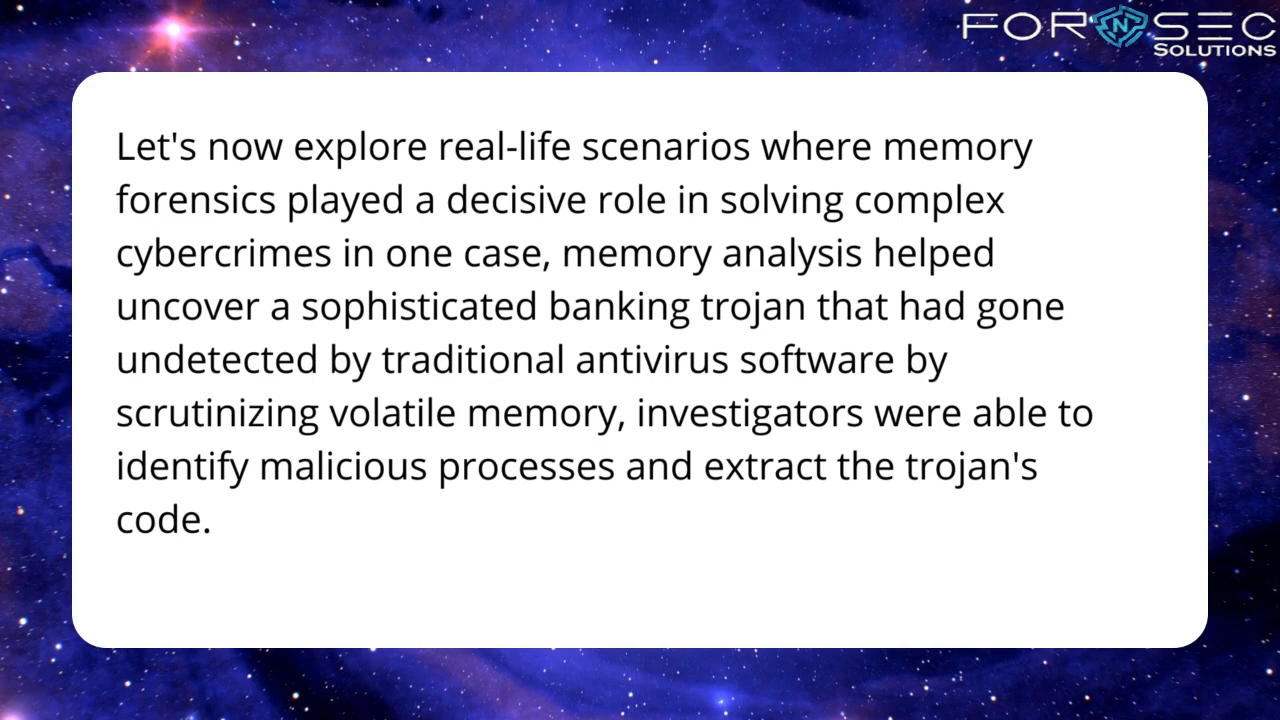 FORNSEC
SOLUTIONS
Let's now explore real-life scenarios where memory
forensics played a decisive role in solving complex
cybercrimes in one case, memory analysis helped
uncover a sophisticated banking trojan that had gone
undetected by traditional antivirus software by
scrutinizing volatile memory, investigators were able to
identify malicious processes and extract the trojan's
code.